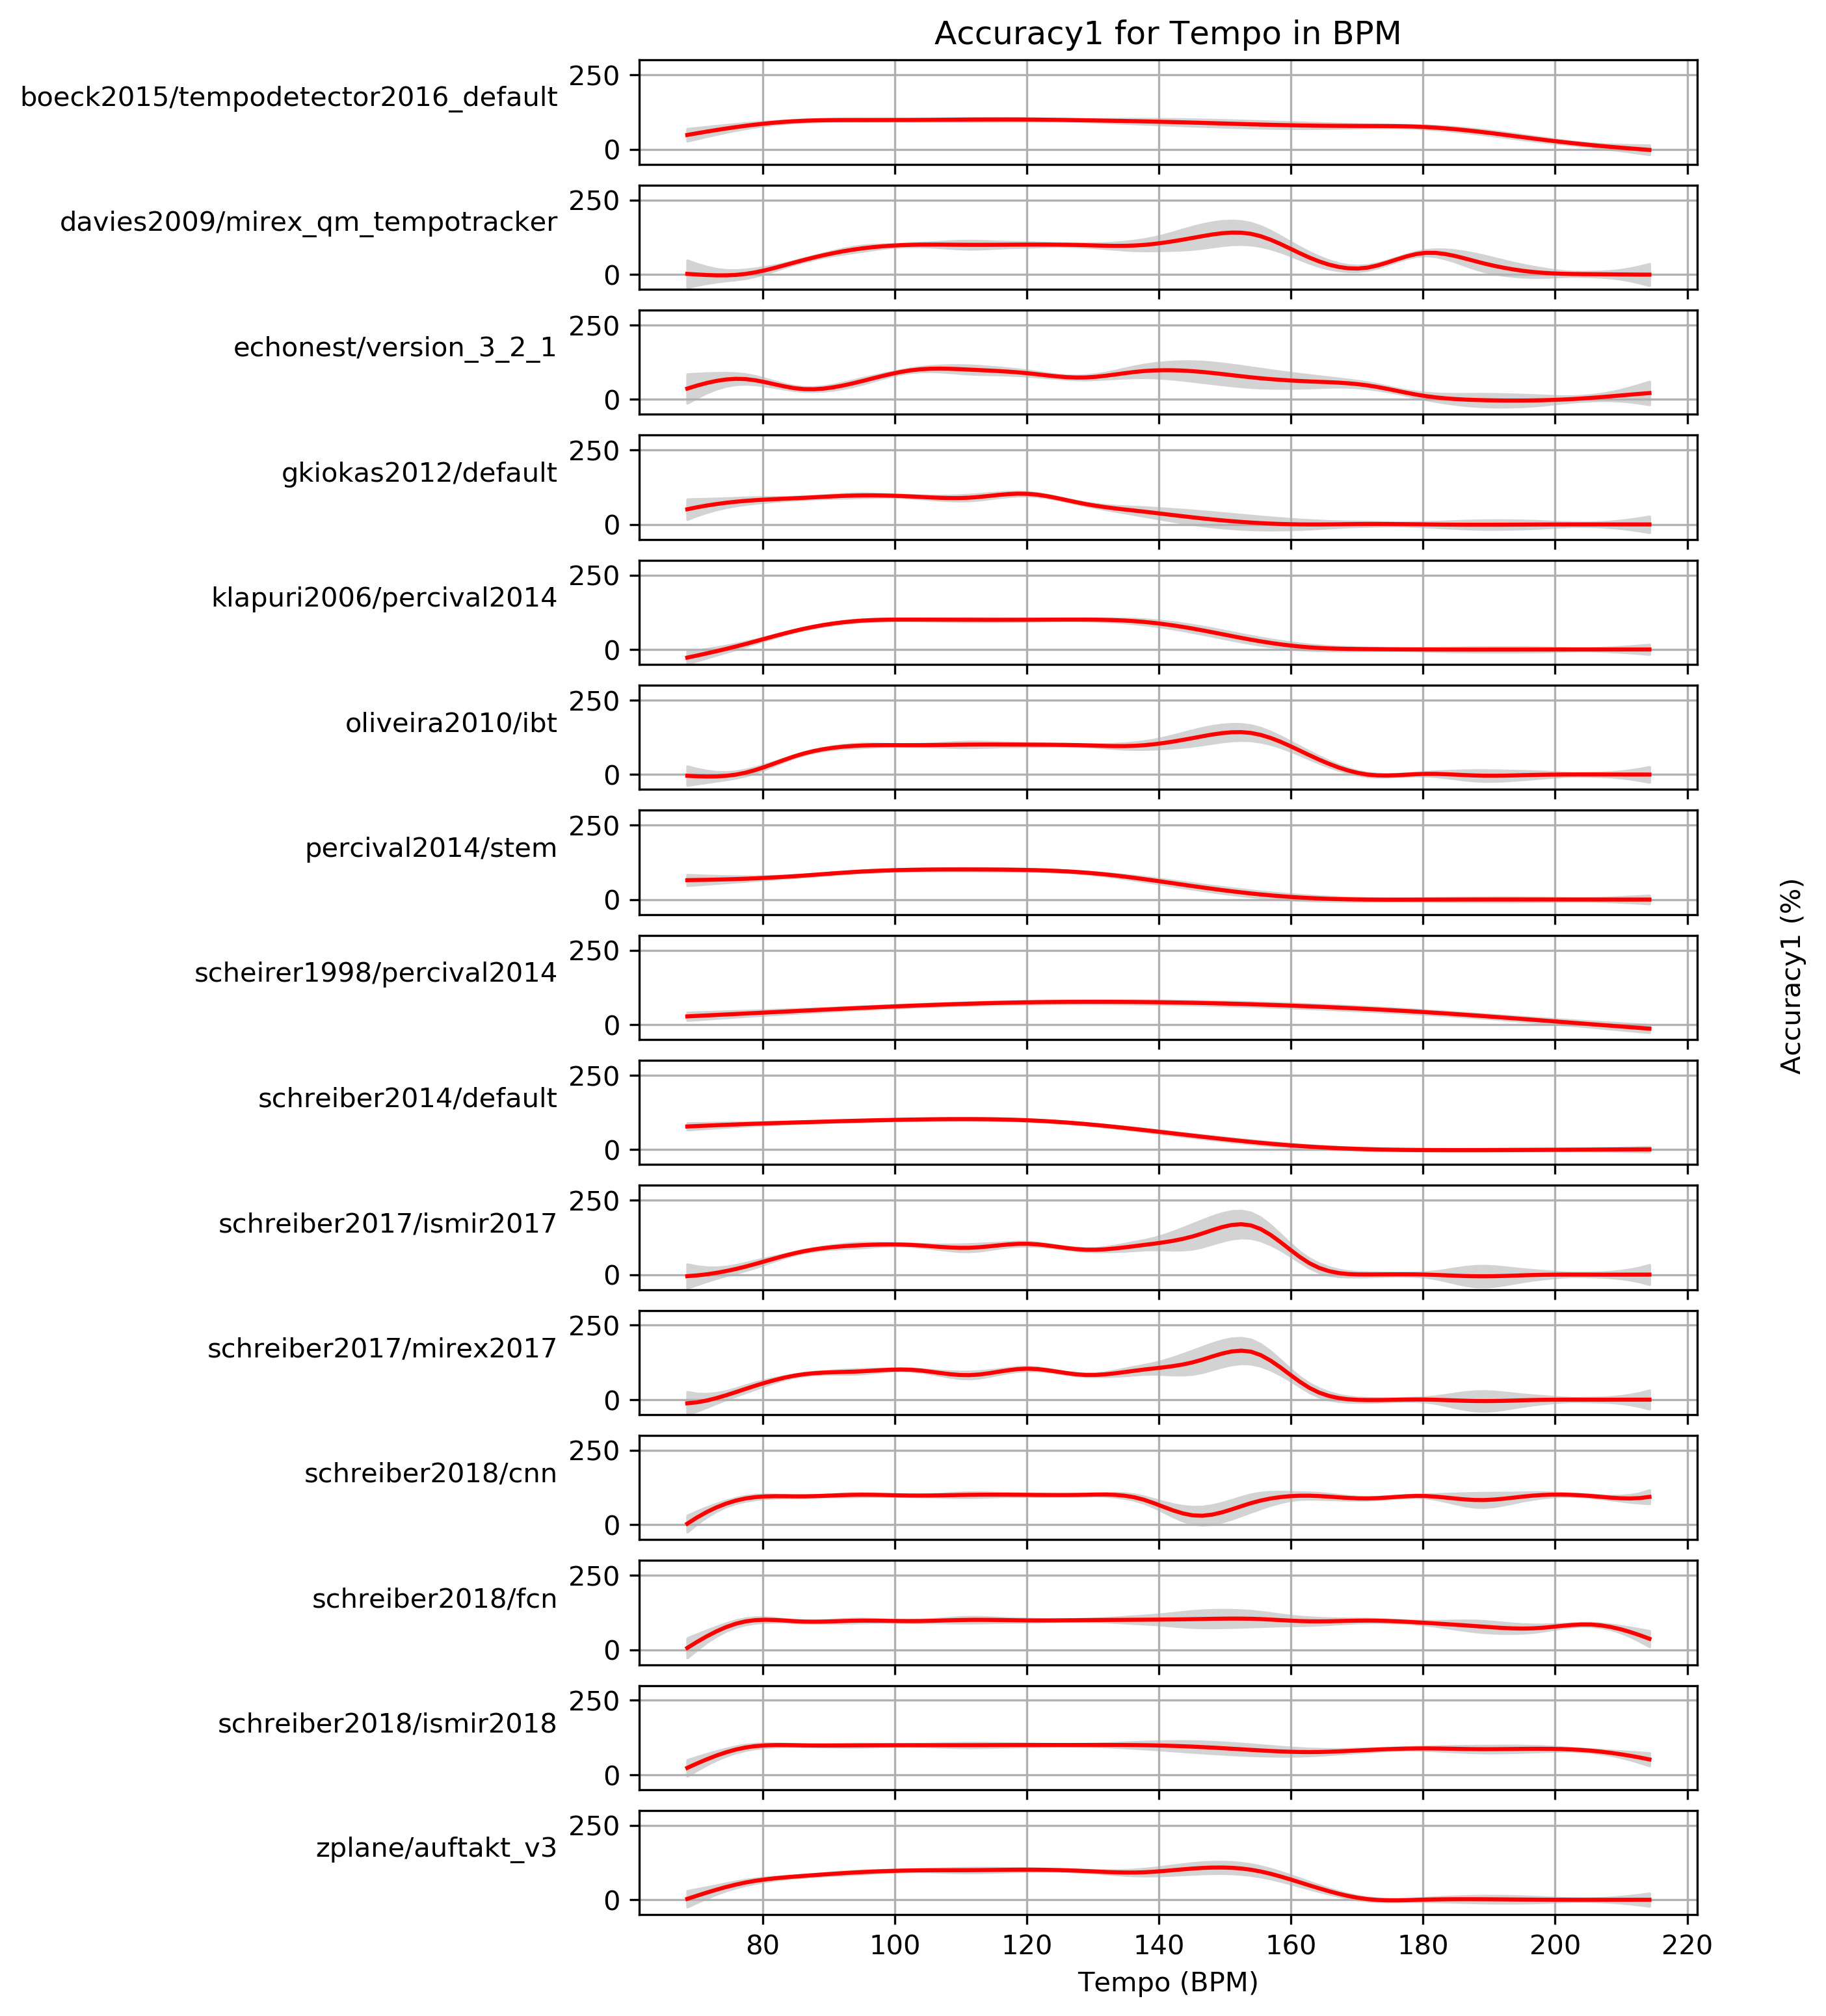 Accuracy1 for Tempo in BPM
boeck2015/tempodetector2016_default
250
0
davies2009/mirex_qm_tempotracker
250
0
echonest/version_3_2_1
250
0
gkiokas2012/default
250
0
klapuri2006/percival2014
250
0
oliveira2010/ibt
250
0
percival2014/stem
250
0
scheirer1998/percival2014
250
0
schreiber2014/default
250
0
schreiber2017/ismir2017
250
0
schreiber2017/mirex2017
250
0
schreiber2018/cnn
250
0
schreiber2018/fcn
250
0
schreiber2018/ismir2018
250
0
zplane/auftakt_v3
250
0
80 100 120 140 160 180 200 220
Tempo (BPM)
Accuracy1 (%)